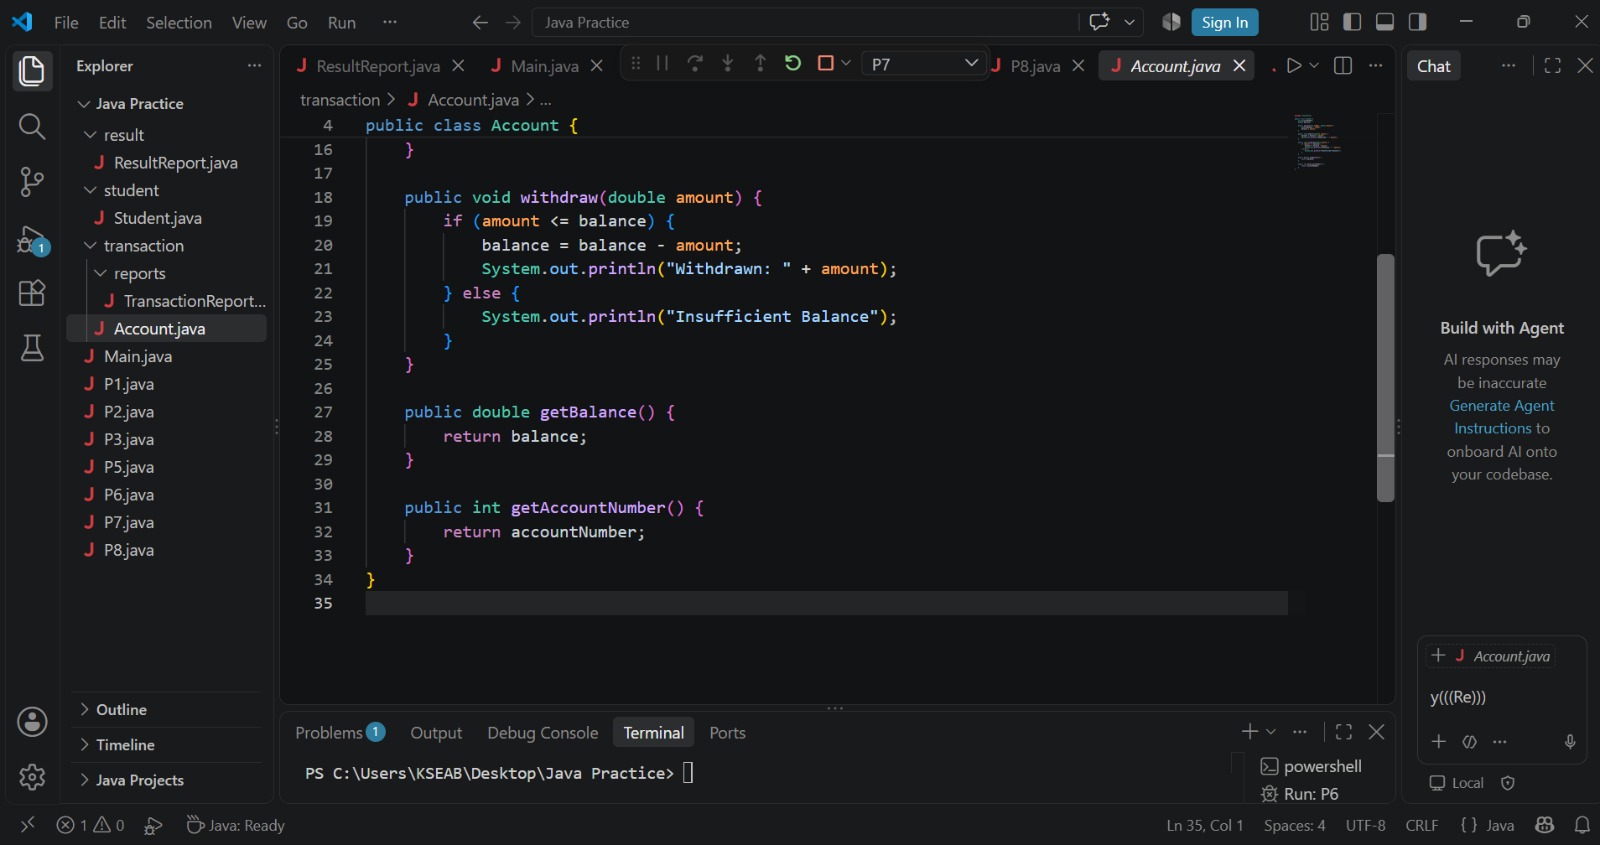 File Edit Selection View Go Run ··· Java Practice Sign In
Explorer ···
Java Practice
result
J ResultReport.java
student
J Student.java
transaction
reports
J TransactionReport...
J Account.java
J Main.java
J P1.java
J P2.java
J P3.java
J P5.java
J P6.java
J P7.java
J P8.java
Outline
Timeline
Java Projects
1
J ResultReport.java J Main.java P7 J P8.java J Account.java ···
transaction > J Account.java > ...
4 public class Account {
16 }
17
18 public void withdraw(double amount) {
19 if (amount <= balance) {
20 balance = balance - amount;
21 System.out.println("Withdrawn: " + amount);
22 } else {
23 System.out.println("Insufficient Balance");
24 }
25 }
26
27 public double getBalance() {
28 return balance;
29 }
30
31 public int getAccountNumber() {
32 return accountNumber;
33 }
34 }
35
Problems 1 Output Debug Console Terminal Ports
PS C:\Users\KSEAB\Desktop\Java Practice>
powershell
Run: P6
Chat ···
Build with Agent
AI responses may
be inaccurate
Generate Agent
Instructions to
onboard AI onto
your codebase.
J Account.java
y(((Re)))
Local
1 0 Java: Ready Ln 35, Col 1 Spaces: 4 UTF-8 CRLF {} Java